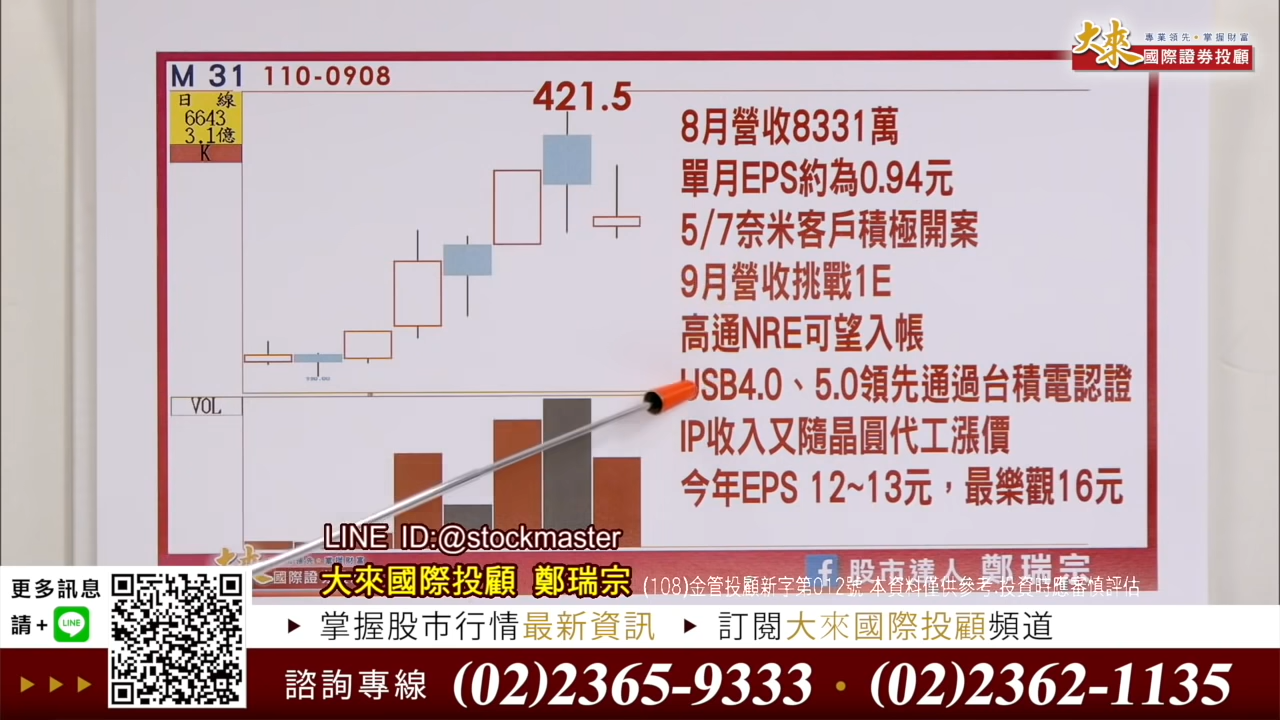 大來 專業領先・掌握財富
國際證券投顧
M 31 110-0908
日 線
6643
3.1億
K
421.5
8月營收8331萬
單月EPS約為0.94元
5/7奈米客戶積極開案
9月營收挑戰1E
高通NRE可望入帳
USB4.0、5.0領先通過台積電認證
IP收入又隨晶圓代工漲價
今年EPS 12~13元，最樂觀16元
VOL
LINE ID:@stockmaster
股市達人 鄭瑞宗
大來國際投顧 鄭瑞宗 (108)金管投顧新字第012號 本資料僅供參考.投資時應審慎評估
更多訊息
請+ LINE
掌握股市行情最新資訊 訂閱大來國際投顧頻道
諮詢專線 (02)2365-9333・(02)2362-1135